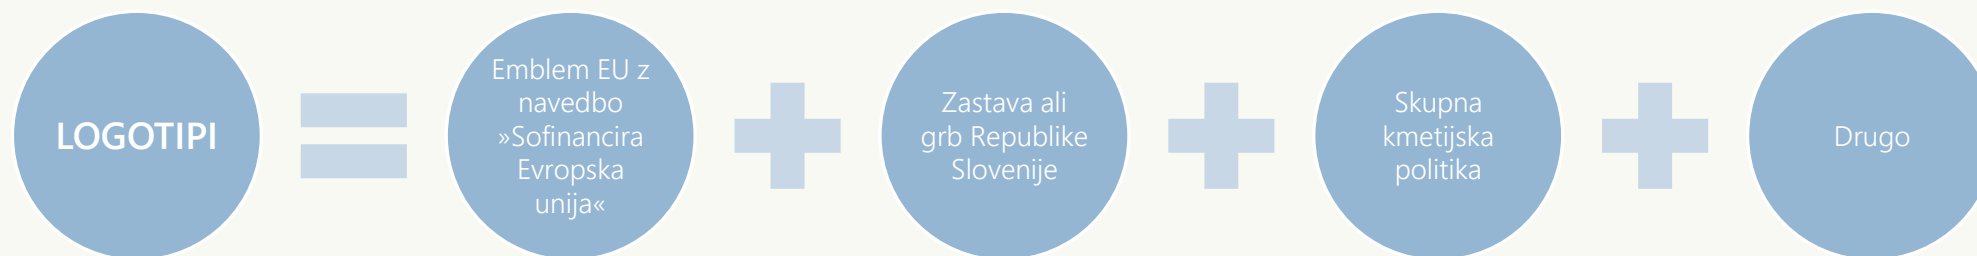 LOGOTIPI
Emblem EU z
navedbo
»Sofinancira
Evropska
unija«
Zastava ali
grb Republike
Slovenije
Skupna
kmetijska
politika
Drugo